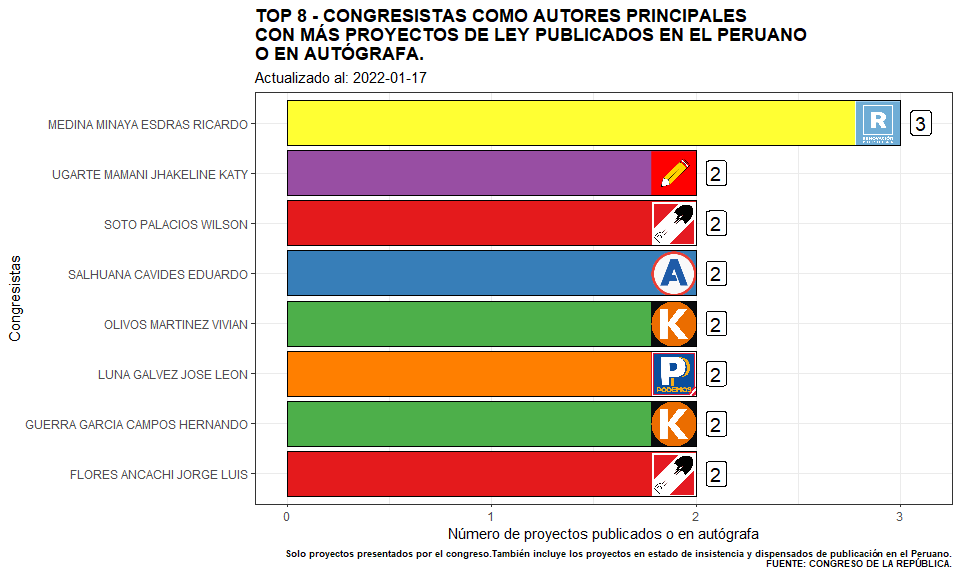 TOP 8 - CONGRESISTAS COMO AUTORES PRINCIPALES
CON MÁS PROYECTOS DE LEY PUBLICADOS EN EL PERUANO
O EN AUTÓGRAFA.
Actualizado al: 2022-01-17
Congresistas
MEDINA MINAYA ESDRAS RICARDO
R
RENOVACIÓN
3
UGARTE MAMANI JHAKELINE KATY
2
SOTO PALACIOS WILSON
2
SALHUANA CAVIDES EDUARDO
A
2
OLIVOS MARTINEZ VIVIAN
K
2
LUNA GALVEZ JOSE LEON
P
PODEMOS
2
GUERRA GARCIA CAMPOS HERNANDO
K
2
FLORES ANCACHI JORGE LUIS
2
0 1 2 3
Número de proyectos publicados o en autógrafa
Solo proyectos presentados por el congreso.También incluye los proyectos en estado de insistencia y dispensados de publicación en el Peruano.
FUENTE: CONGRESO DE LA REPÚBLICA.